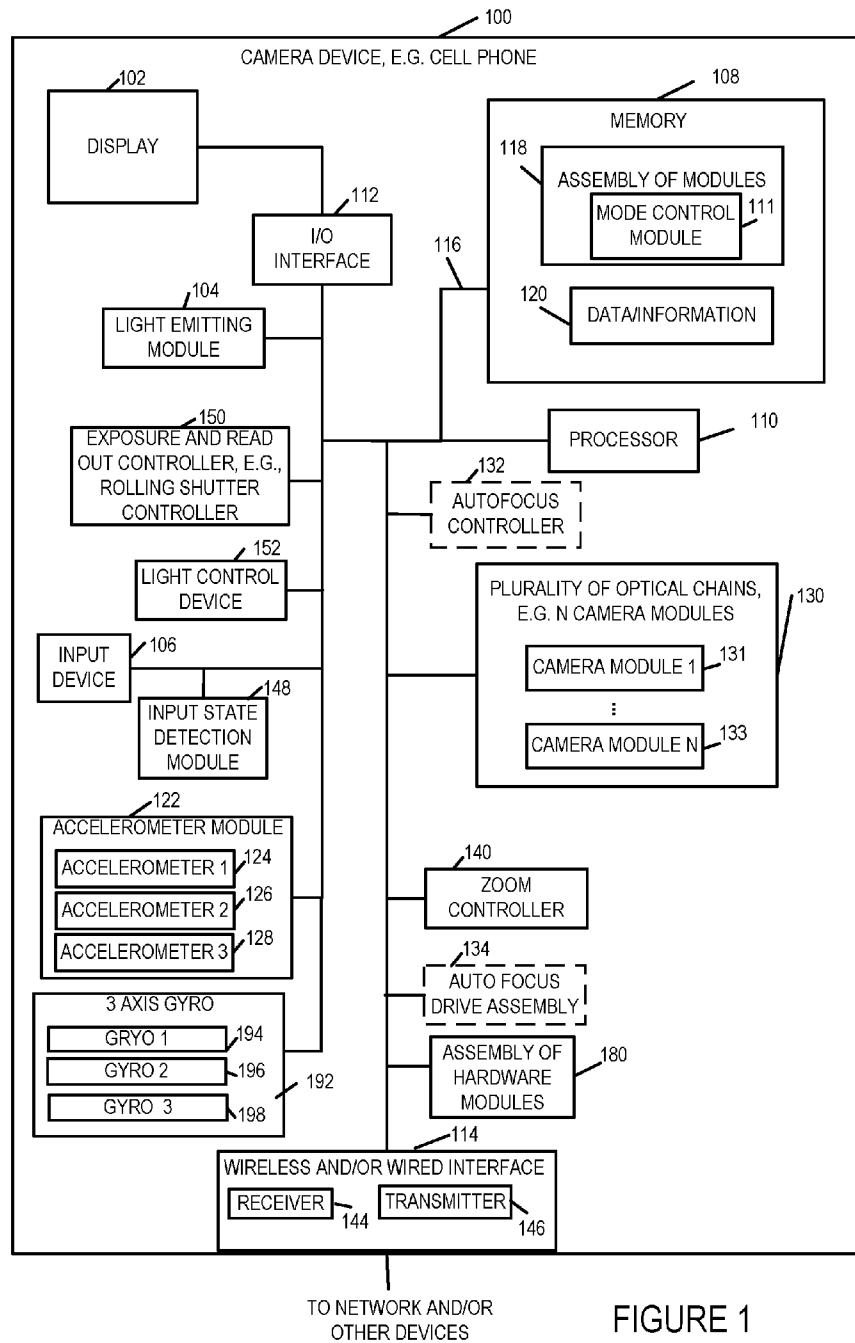 100
CAMERA DEVICE, E.G. CELL PHONE
102
DISPLAY
108
MEMORY
118
ASSEMBLY OF MODULES
MODE CONTROL
MODULE
111
120
DATA/INFORMATION
112
I/O
INTERFACE
116
104
LIGHT EMITTING
MODULE
150
EXPOSURE AND READ
OUT CONTROLLER, E.G.,
ROLLING SHUTTER
CONTROLLER
PROCESSOR
110
132
AUTOFOCUS
CONTROLLER
152
LIGHT CONTROL
DEVICE
PLURALITY OF OPTICAL CHAINS,
E.G. N CAMERA MODULES
130
CAMERA MODULE 1
131
...
CAMERA MODULE N
133
INPUT
DEVICE
106
148
INPUT STATE
DETECTION
MODULE
122
ACCELEROMETER MODULE
ACCELEROMETER 1
124
ACCELEROMETER 2
126
ACCELEROMETER 3
128
140
ZOOM
CONTROLLER
134
AUTO FOCUS
DRIVE ASSEMBLY
3 AXIS GYRO
GRYO 1
194
GYRO 2
196
GYRO 3
198
192
ASSEMBLY OF
HARDWARE
MODULES
180
114
WIRELESS AND/OR WIRED INTERFACE
RECEIVER
144
TRANSMITTER
146
TO NETWORK AND/OR
OTHER DEVICES
FIGURE 1